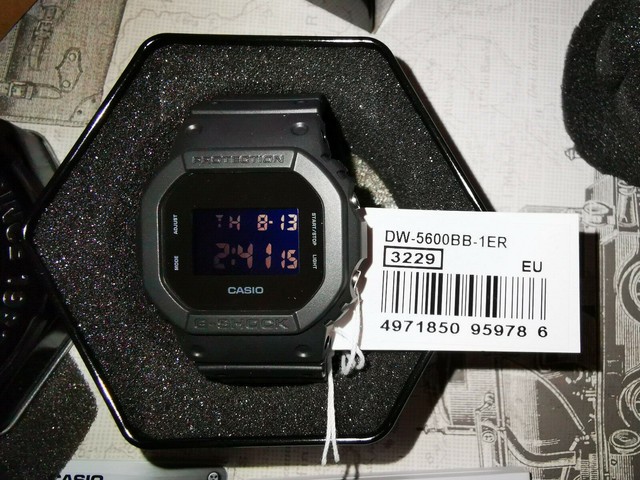 PROTECTION
ADJUST
START/STOP
TH 8-13
2:41 15
MODE
LIGHT
CASIO
G-SHOCK
DW-5600BB-1ER
3229
EU
4971850 95978 6
CASIO